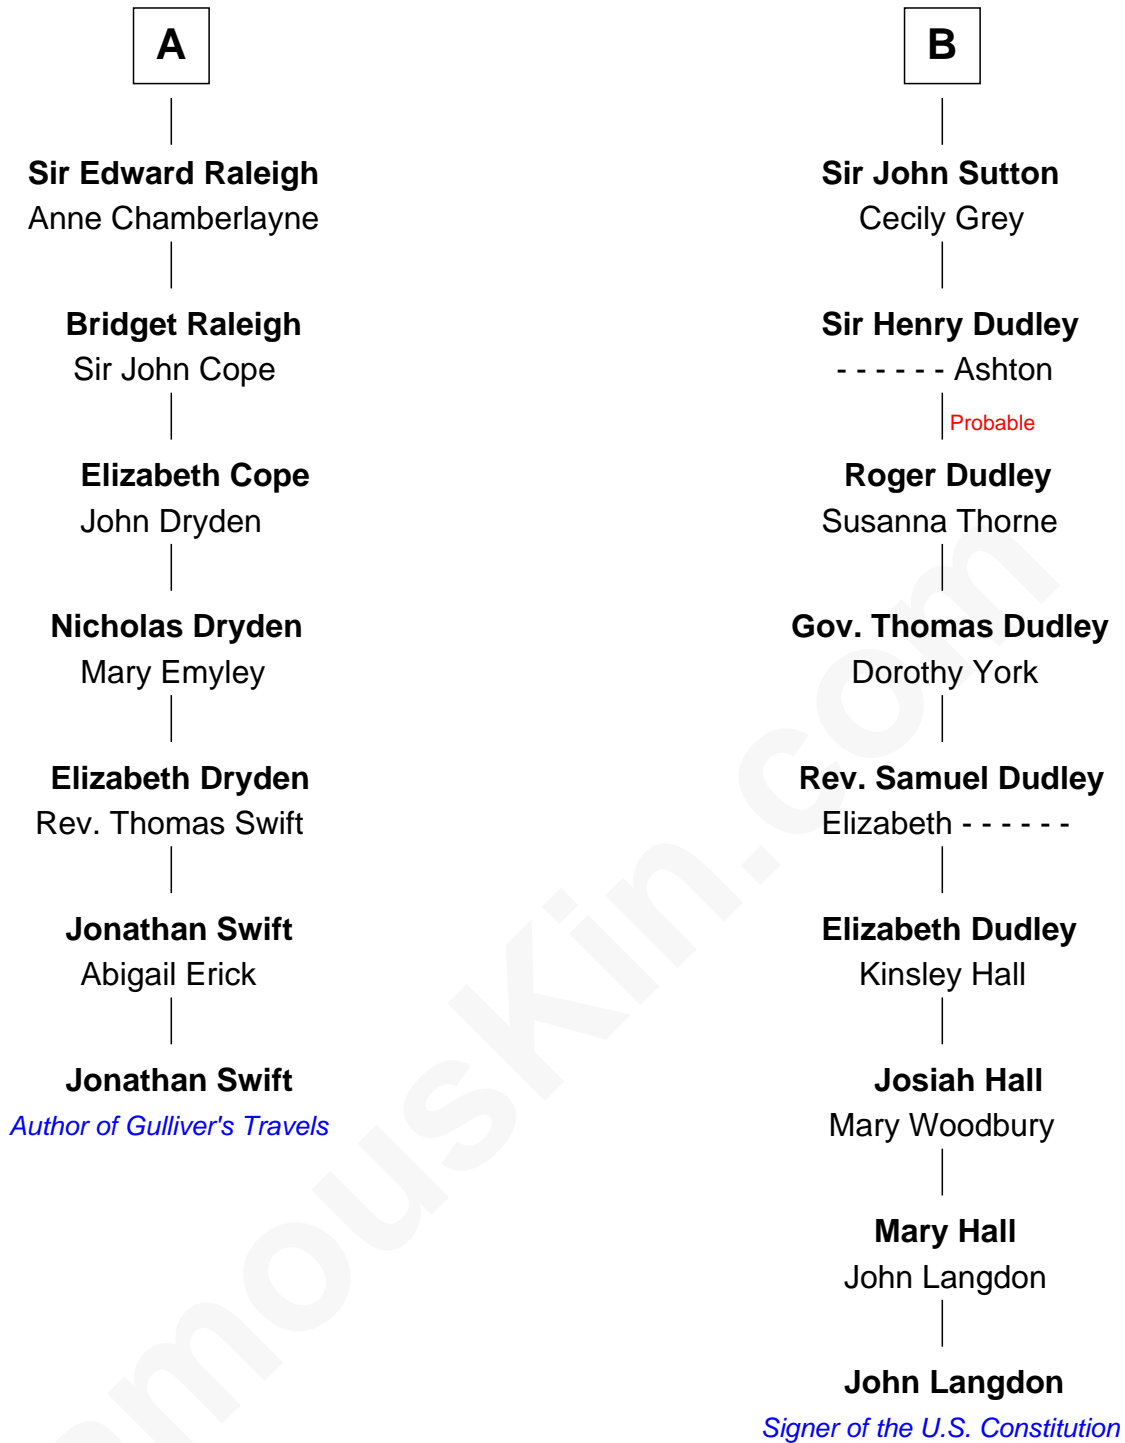 A
Sir Edward Raleigh
Anne Chamberlayne
Bridget Raleigh
Sir John Cope
Elizabeth Cope
John Dryden
Nicholas Dryden
Mary Emyley
Elizabeth Dryden
Rev. Thomas Swift
Jonathan Swift
Abigail Erick
Jonathan Swift
Author of Gulliver's Travels
B
Sir John Sutton
Cecily Grey
Sir Henry Dudley
- - - - - - Ashton
Probable
Roger Dudley
Susanna Thorne
Gov. Thomas Dudley
Dorothy York
Rev. Samuel Dudley
Elizabeth - - - - - -
Elizabeth Dudley
Kinsley Hall
Josiah Hall
Mary Woodbury
Mary Hall
John Langdon
John Langdon
Signer of the U.S. Constitution
amousKin.com